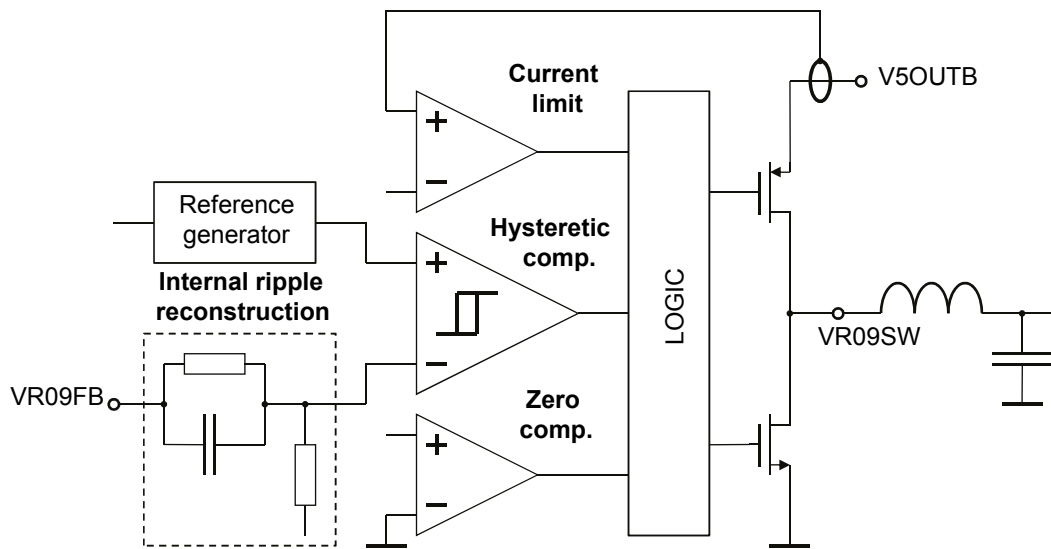 Current
limit
V5OUTB
+
−
Reference
generator
Hysteretic
comp.
+
−
Internal ripple
reconstruction
LOGIC
VR09SW
VR09FB
Zero
comp.
+
−